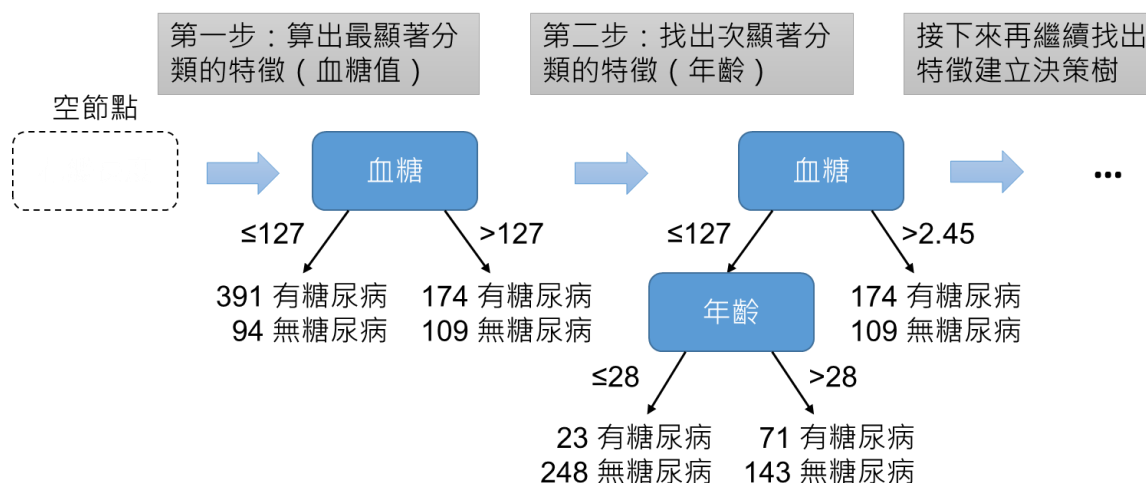 第一步：算出最顯著分
類的特徵（血糖值）
第二步：找出次顯著分
類的特徵（年齡）
接下來再繼續找出
特徵建立決策樹
空節點
血糖
≤127
>127
391 有糖尿病
94 無糖尿病
174 有糖尿病
109 無糖尿病
血糖
≤127
>2.45
年齡
174 有糖尿病
109 無糖尿病
≤28
>28
23 有糖尿病
248 無糖尿病
71 有糖尿病
143 無糖尿病
...